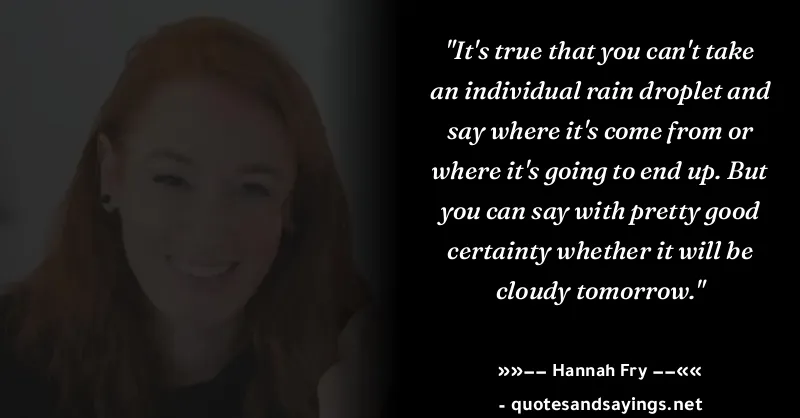 "It's true that you can't take
an individual rain droplet and
say where it's come from or
where it's going to end up. But
you can say with pretty good
certainty whether it will be
cloudy tomorrow."
»»−− Hannah Fry −−««
- quotesandsayings.net